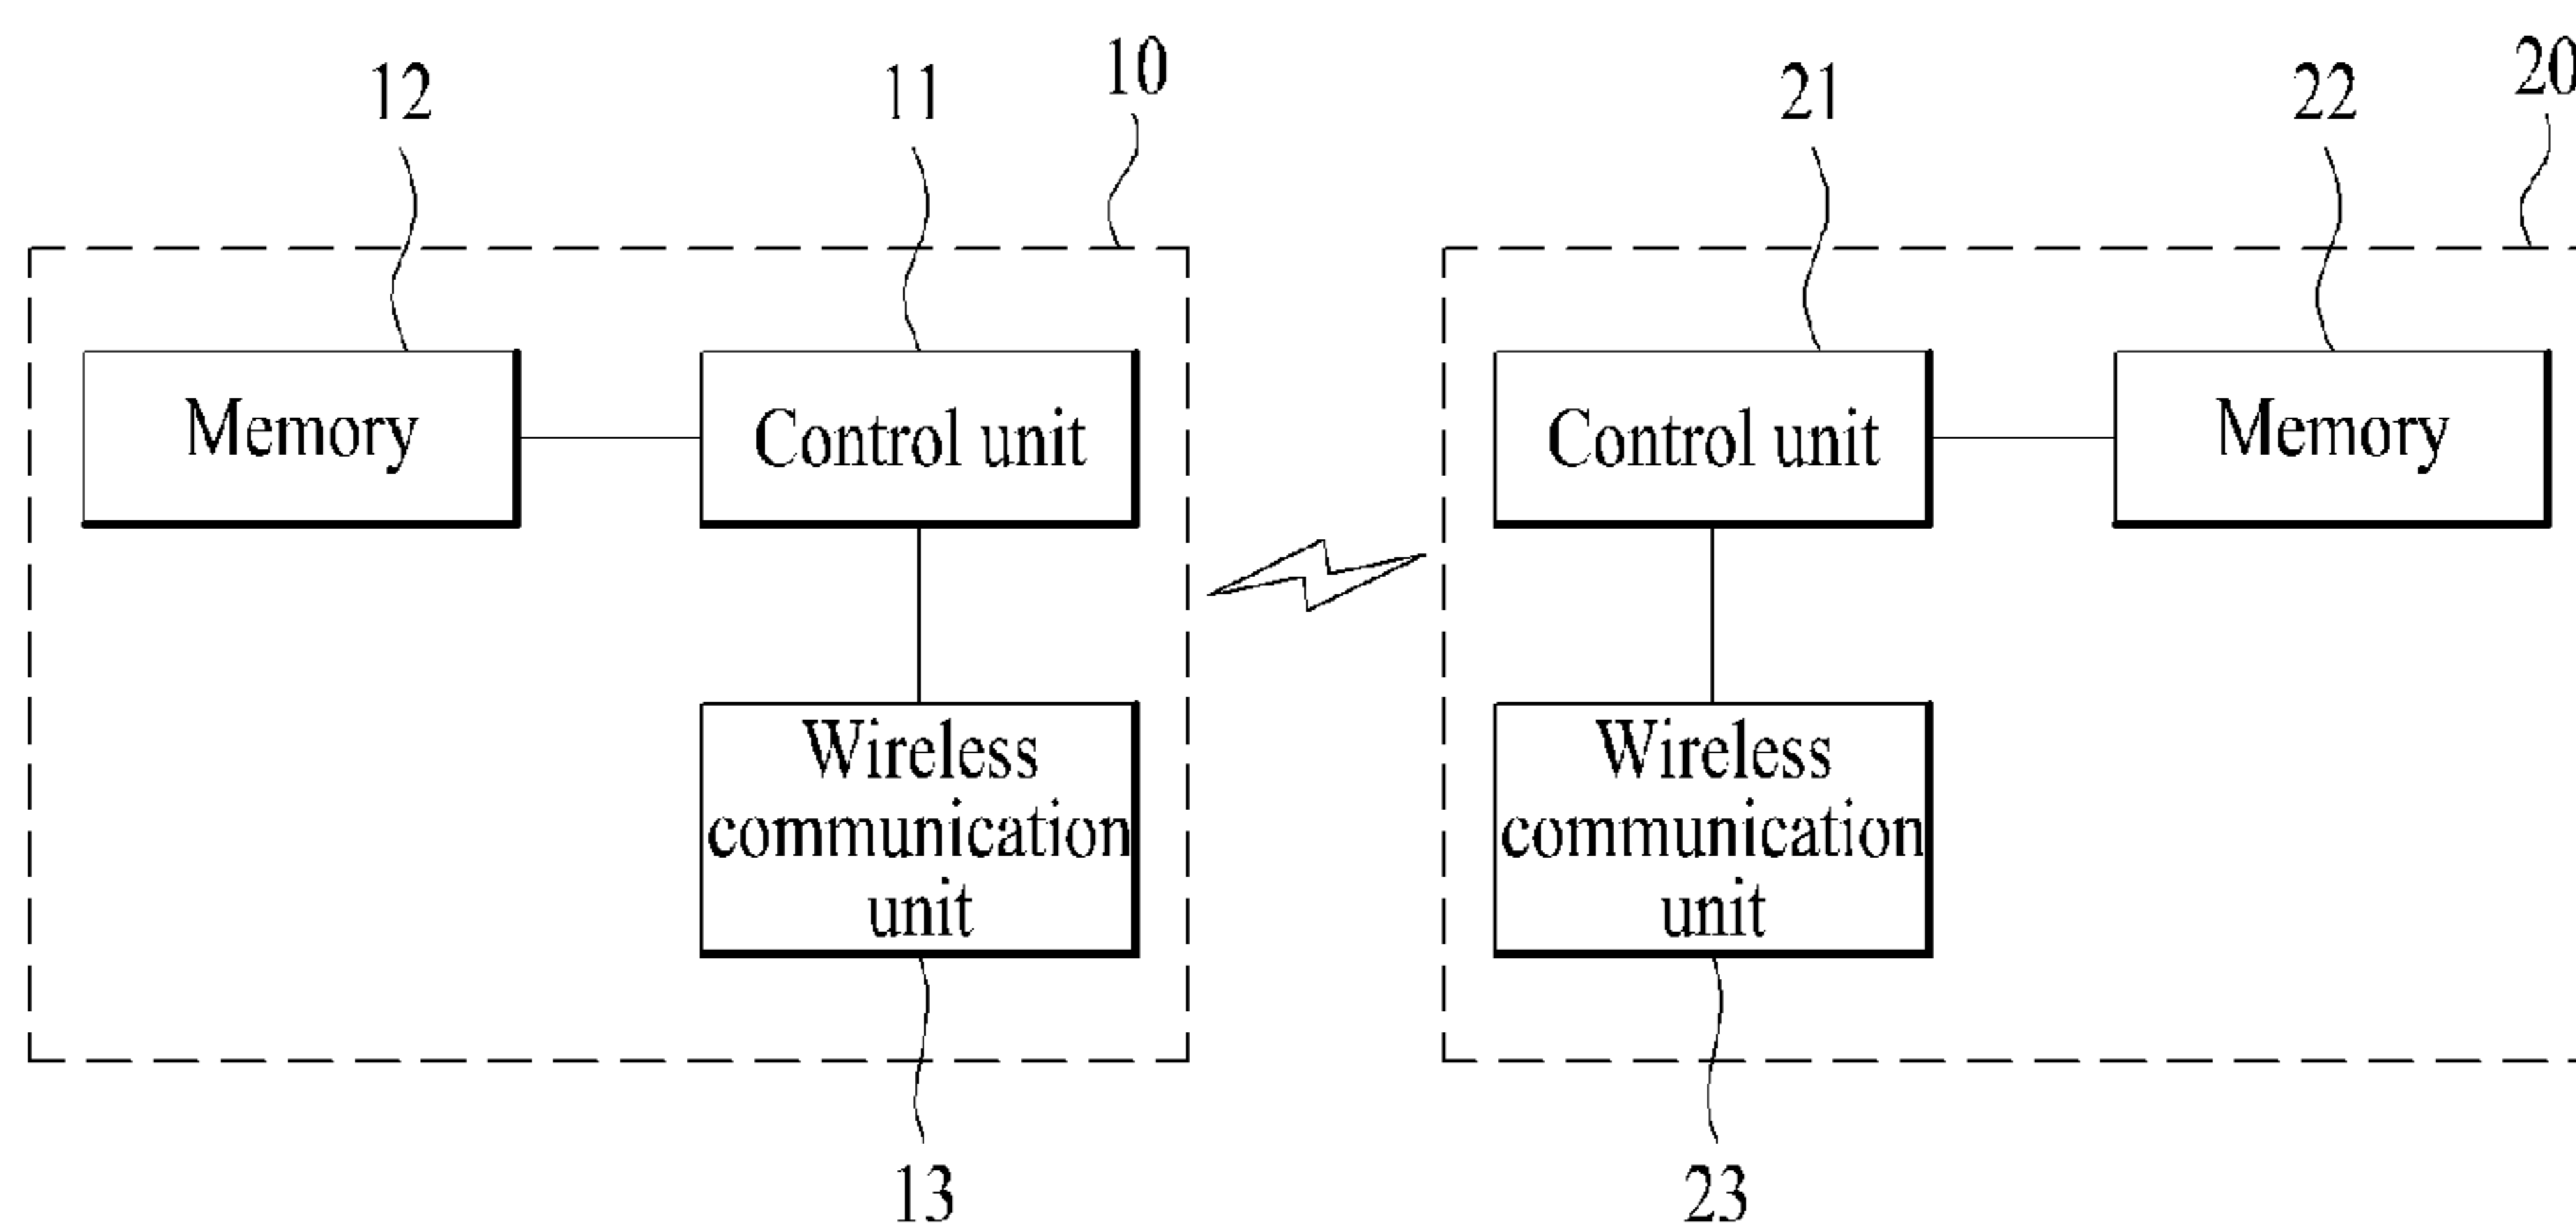 10
20
12
11
21
22
Memory
Control unit
Control unit
Memory
Wireless
communication
unit
Wireless
communication
unit
13
23